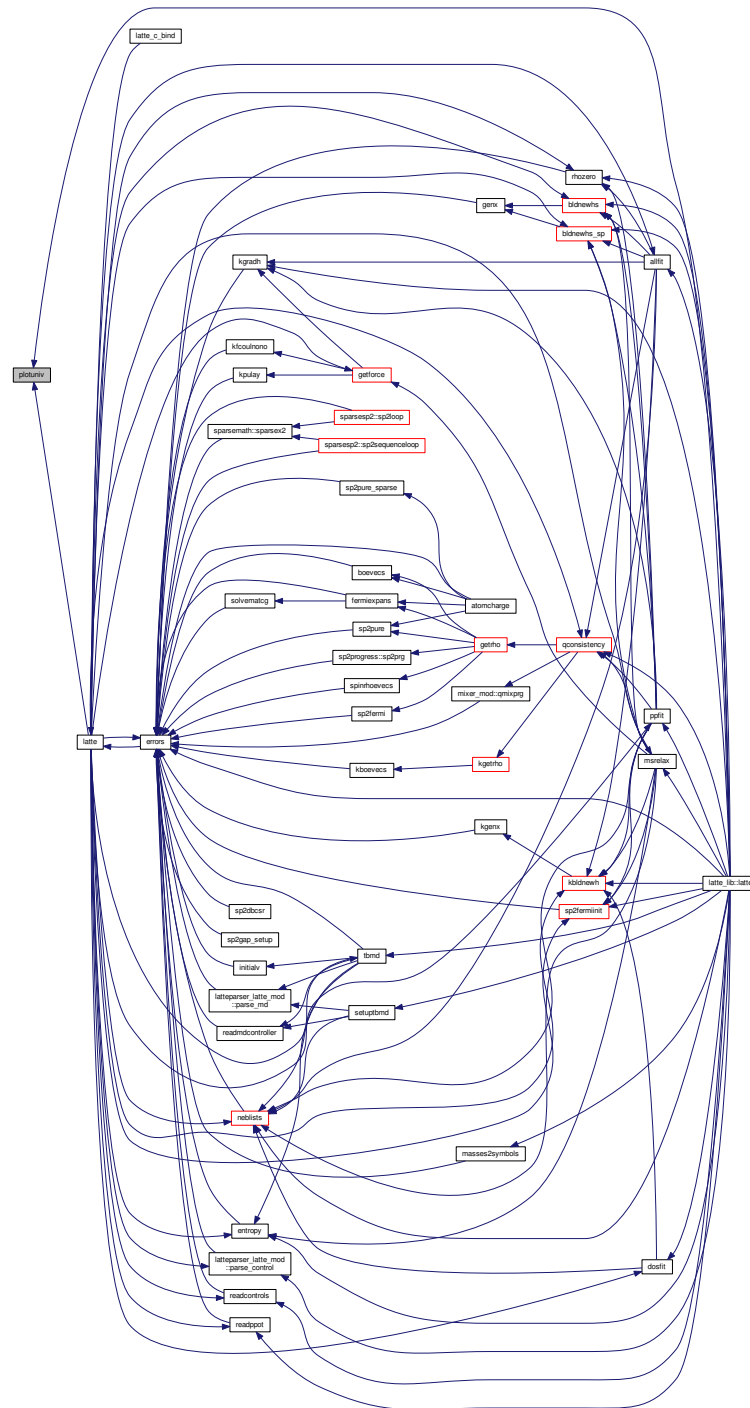 latte_c_bind
rhozero
bldnewhs
genx
bldnewhs_sp
kgradh
allfit
kfcoulnono
plotuniv
kpulay
getforce
sparsesp2::sp2loop
sparsemath::sparsex2
sparsesp2::sp2sequenceloop
sp2pure_sparse
boevecs
solvematcg
fermiexpans
atomcharge
sp2pure
getrho
qconsistency
sp2progress::sp2prg
spinrhoevecs
mixer_mod::qmixprg
sp2fermi
ppfit
latte
errors
msrelax
kboevecs
kgetrho
kgenx
kbldnewh
latte_lib::latte
sp2dbcsr
sp2fermiinit
sp2gap_setup
tbmd
initialv
latteparser_latte_mod
::parse_md
setuptbmd
readmdcontroller
neblists
masses2symbols
entropy
latteparser_latte_mod
::parse_control
dosfit
readcontrols
readppot